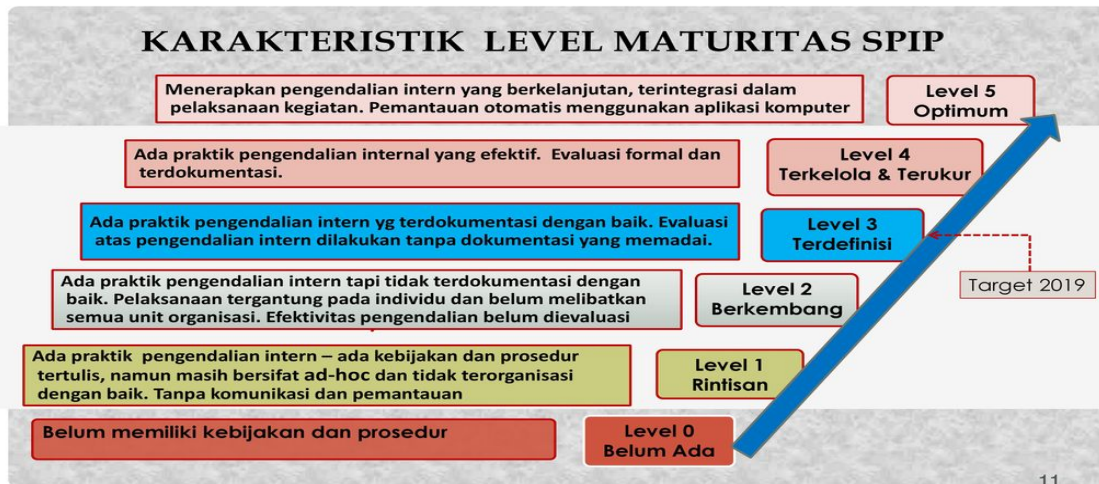 KARAKTERISTIK LEVEL MATURITAS SPIP
Menerapkan pengendalian intern yang berkelanjutan, terintegrasi dalam
pelaksanaan kegiatan. Pemantauan otomatis menggunakan aplikasi komputer
Level 5
Optimum
Ada praktik pengendalian internal yang efektif. Evaluasi formal dan
terdokumentasi.
Level 4
Terkelola & Terukur
Ada praktik pengendalian intern yg terdokumentasi dengan baik. Evaluasi
atas pengendalian intern dilakukan tanpa dokumentasi yang memadai.
Level 3
Terdefinisi
Target 2019
Ada praktik pengendalian intern tapi tidak terdokumentasi dengan
baik. Pelaksanaan tergantung pada individu dan belum melibatkan
semua unit organisasi. Efektivitas pengendalian belum dievaluasi
Level 2
Berkembang
Ada praktik pengendalian intern – ada kebijakan dan prosedur
tertulis, namun masih bersifat ad-hoc dan tidak terorganisasi
dengan baik. Tanpa komunikasi dan pemantauan
Level 1
Rintisan
Belum memiliki kebijakan dan prosedur
Level 0
Belum Ada
11